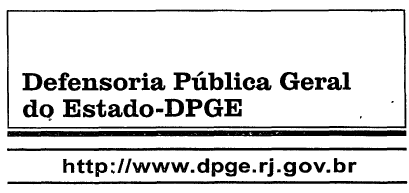 Defensoria Pública Geral
do Estado-DPGE
http://www.dpge.rj.gov.br